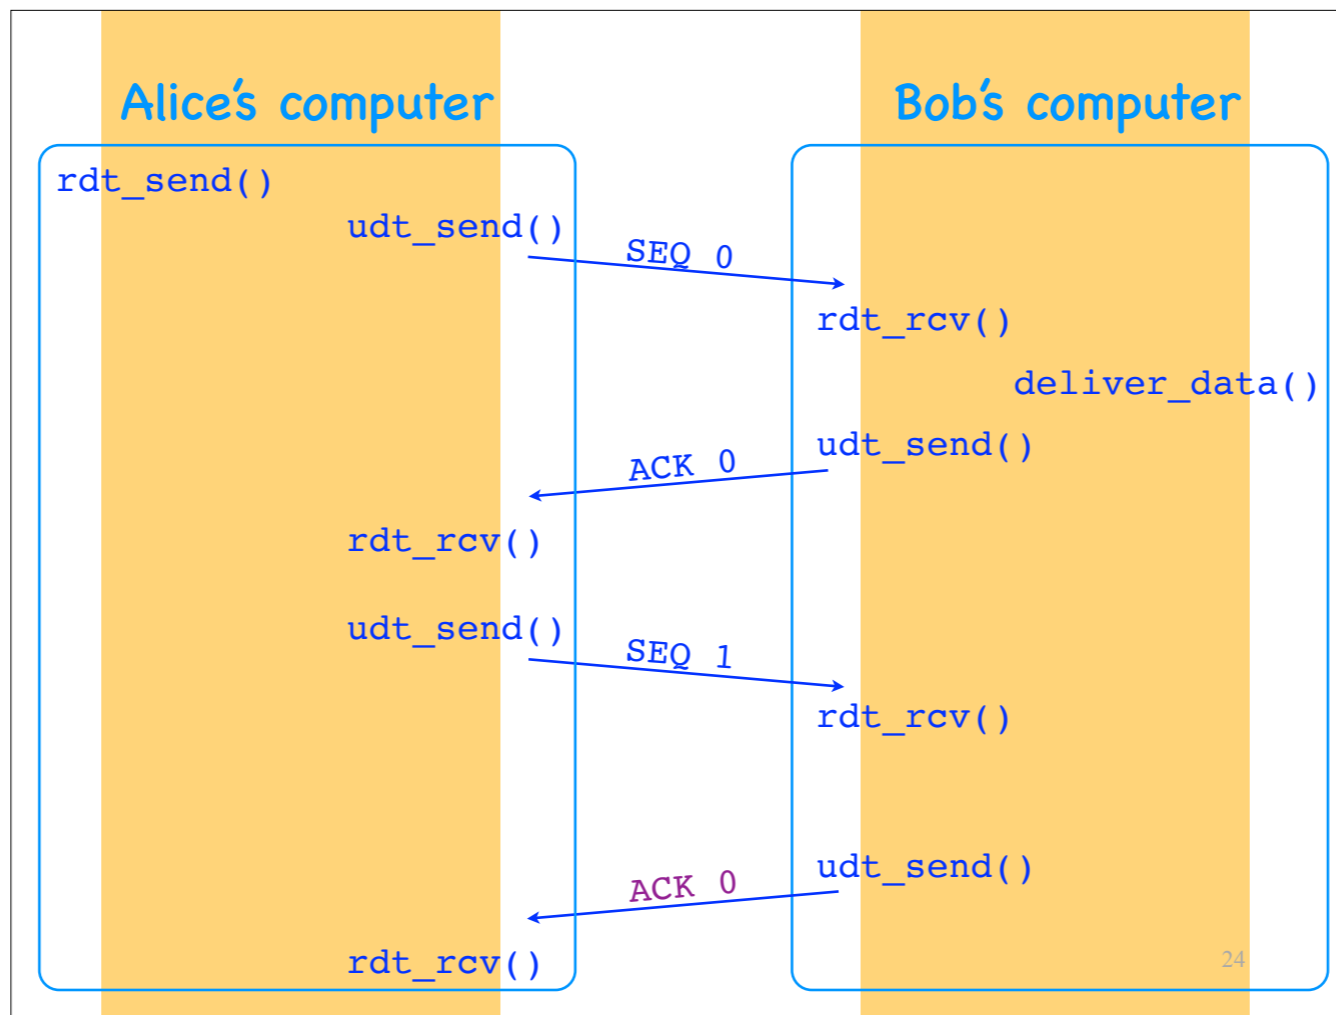 Alice's computer
Bob's computer
rdt_send()
udt_send()
SEQ 0
rdt_rcv()
deliver_data()
udt_send()
ACK 0
rdt_rcv()
udt_send()
SEQ 1
rdt_rcv()
udt_send()
ACK 0
rdt_rcv()
24